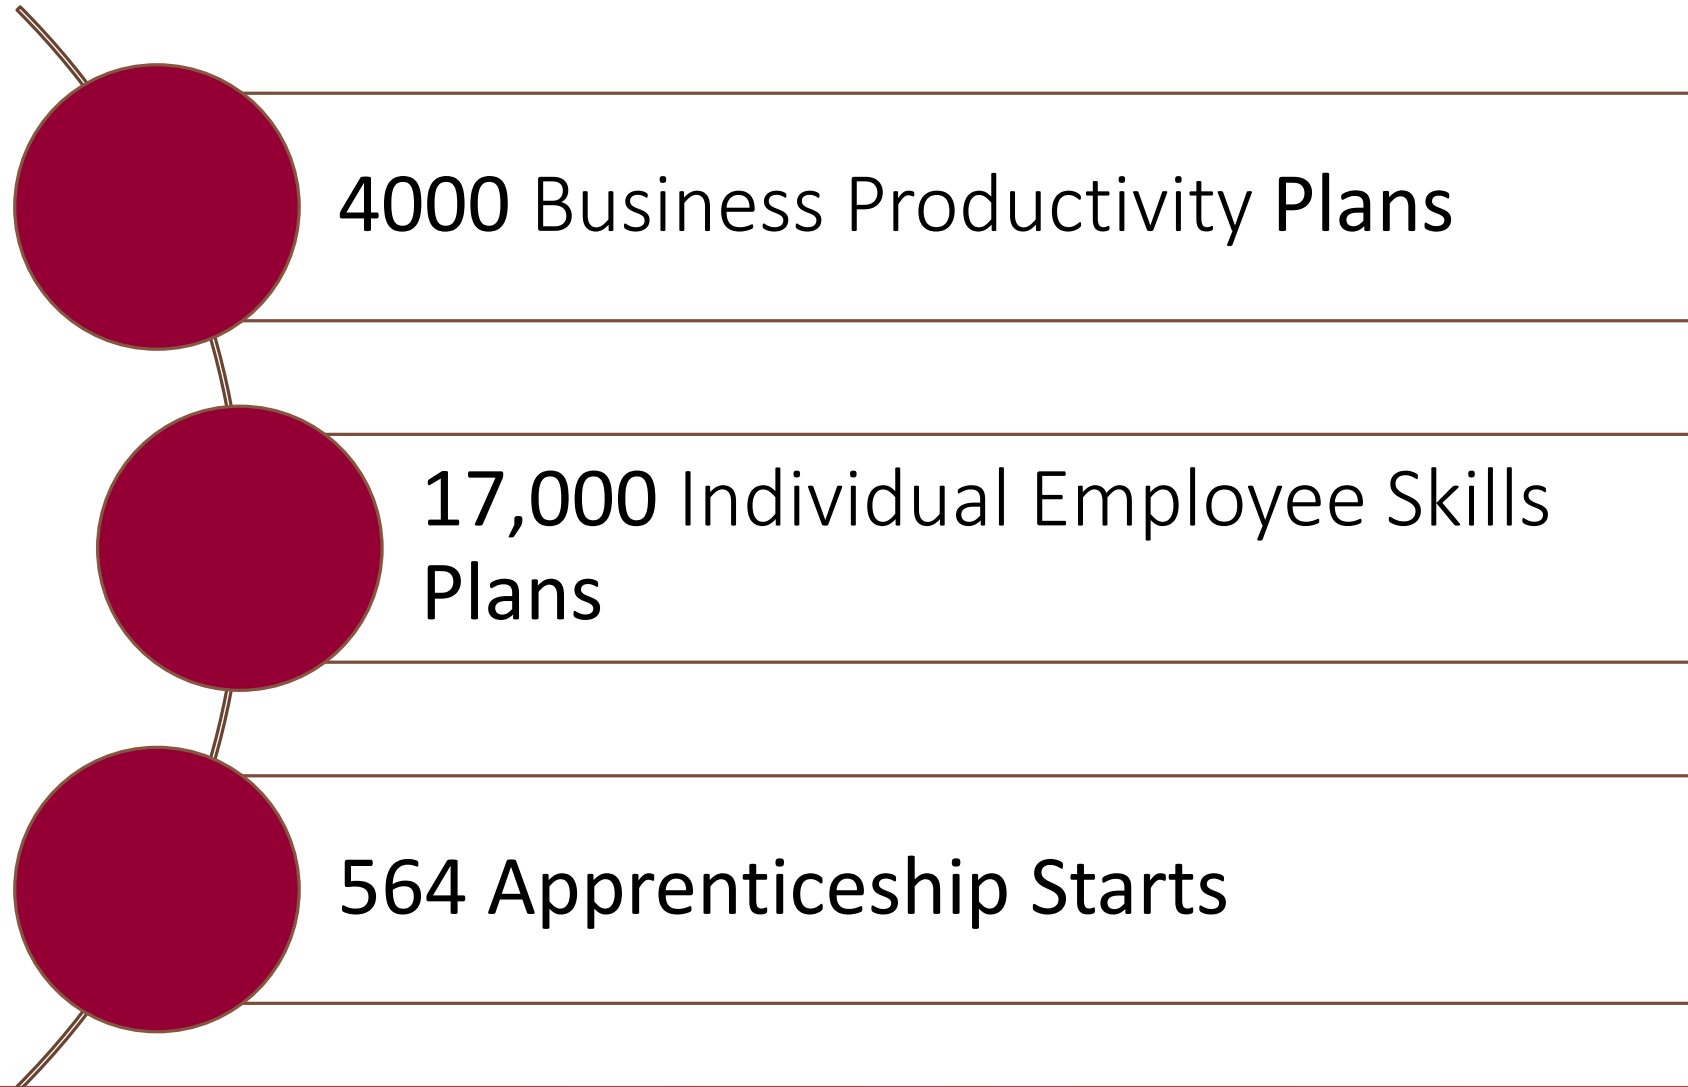 4000 Business Productivity Plans
17,000 Individual Employee Skills
Plans
564 Apprenticeship Starts